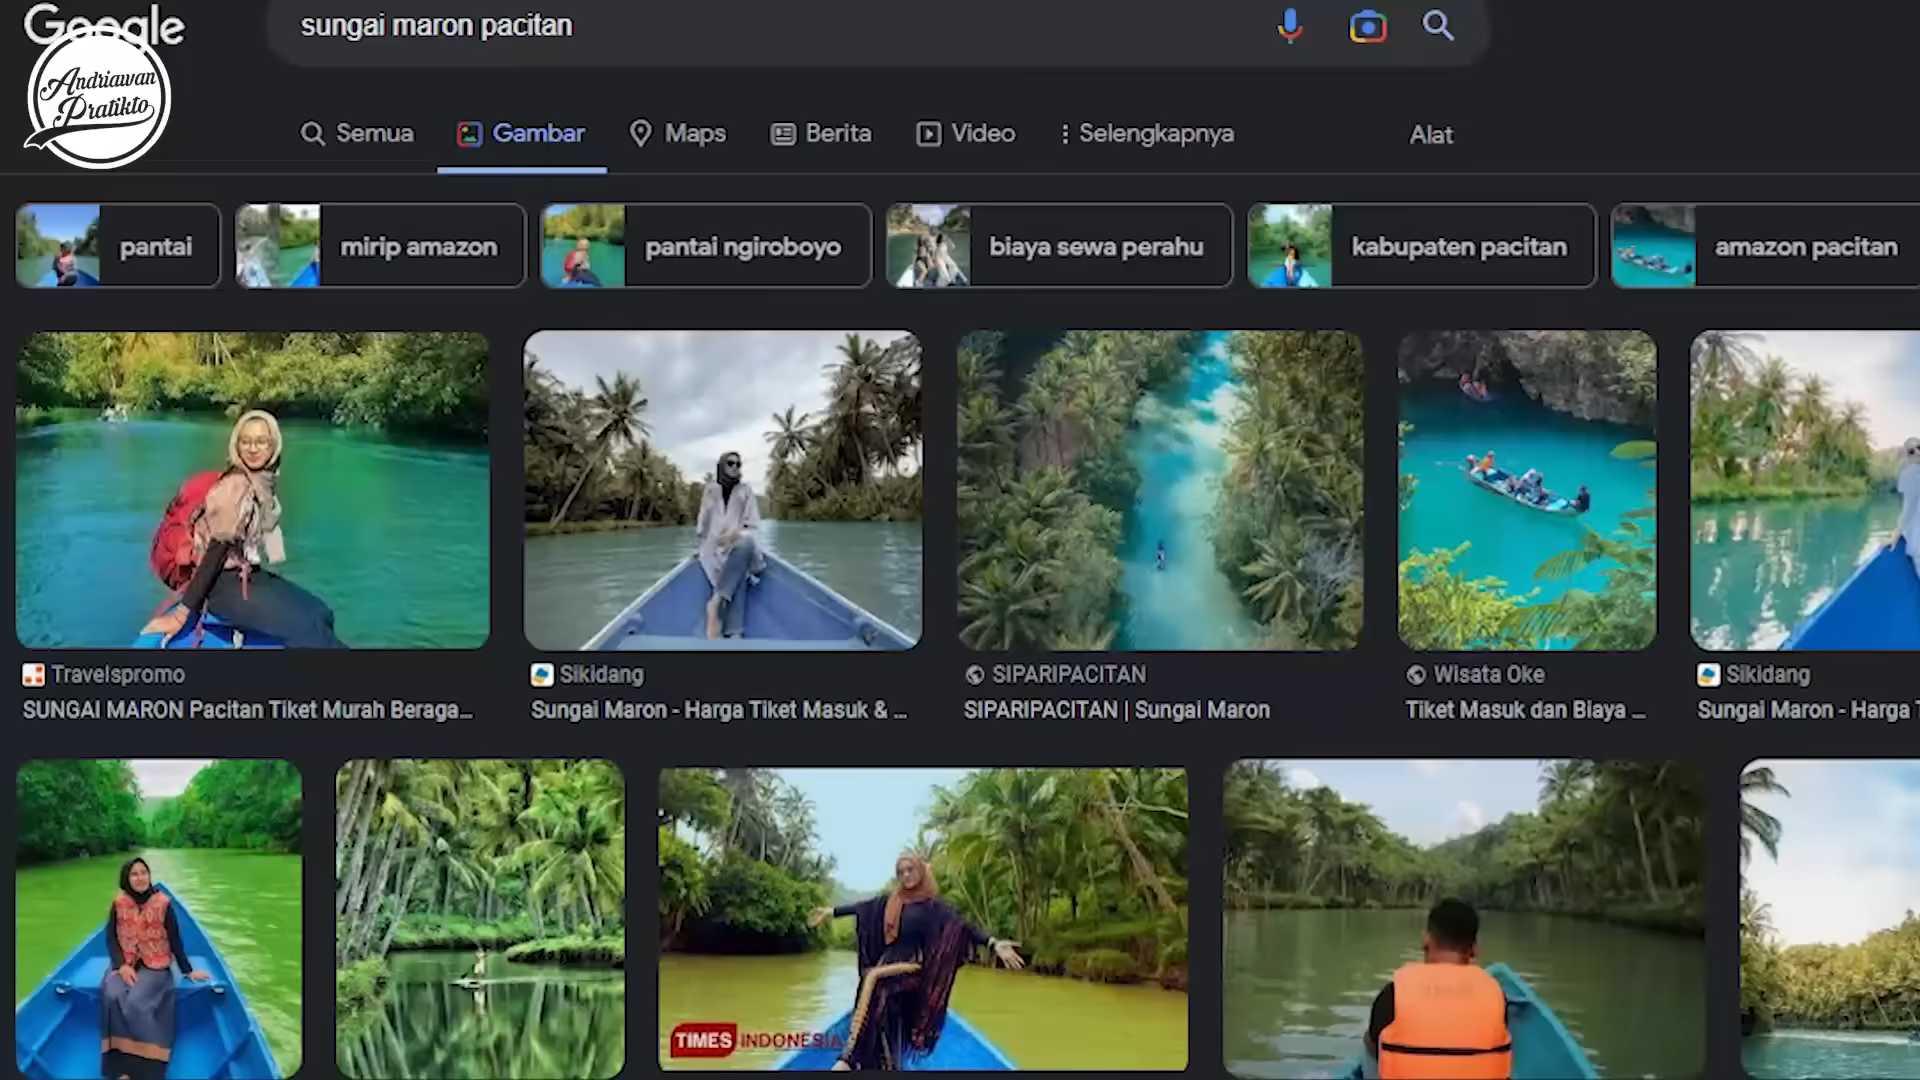 Google
sungai maron pacitan
Andriawan
Pratikto
Semua
Gambar
Maps
Berita
Video
Selengkapnya
Alat
pantai
mirip amazon
pantai ngiroboyo
biaya sewa perahu
kabupaten pacitan
amazon pacitan
Travelspromo
SUNGAI MARON Pacitan Tiket Murah Beraga...
Sikidang
Sungai Maron - Harga Tiket Masuk & ...
SIPARIPACITAN
SIPARIPACITAN | Sungai Maron
Wisata Oke
Tiket Masuk dan Biaya ...
Sikidang
Sungai Maron - Harga T
TIMES INDONESIA